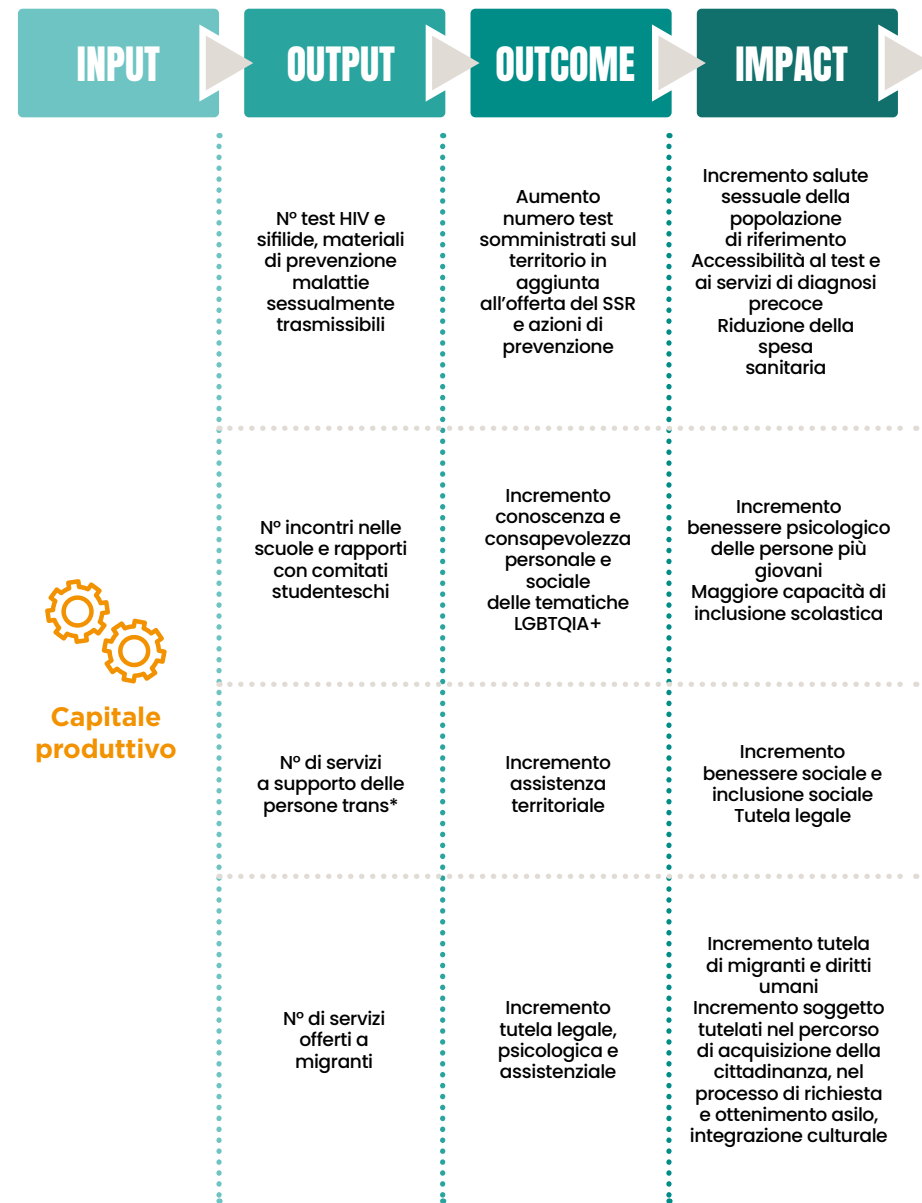 INPUT
OUTPUT
OUTCOME
IMPACT
N° test HIV e
sifilide, materiali
di prevenzione
malattie
sessualmente
trasmissibili
Aumento
numero test
somministrati sul
territorio in
aggiunta
all'offerta del SSR
e azioni di
prevenzione
Incremento salute
sessuale della
popolazione
di riferimento
Accessibilità al test e
ai servizi di diagnosi
precoce
Riduzione della
spesa
sanitaria
N° incontri nelle
scuole e rapporti
con comitati
studenteschi
Incremento
conoscenza e
consapevolezza
personale e
sociale
delle tematiche
LGBTQIA+
Incremento
benessere psicologico
delle persone più
giovani
Maggiore capacità di
inclusione scolastica
Capitale
produttivo
N° di servizi
a supporto delle
persone trans*
Incremento
assistenza
territoriale
Incremento
benessere sociale e
inclusione sociale
Tutela legale
N° di servizi
offerti a
migranti
Incremento
tutela legale,
psicologica e
assistenziale
Incremento tutela
di migranti e diritti
umani
Incremento soggetto
tutelati nel percorso
di acquisizione della
cittadinanza, nel
processo di richiesta
e ottenimento asilo,
integrazione culturale